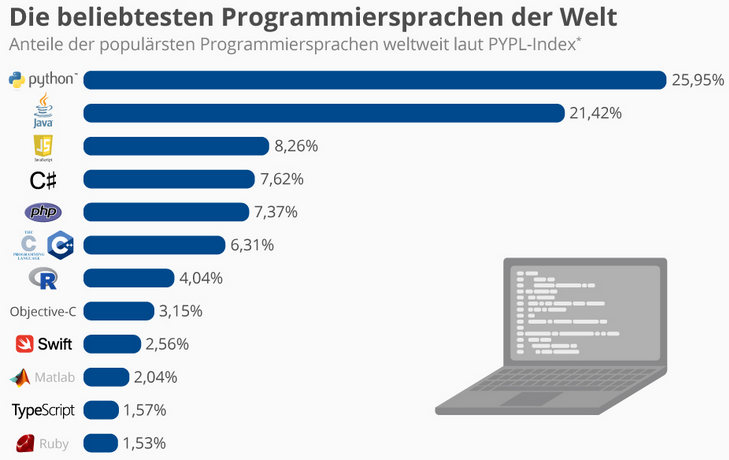 Die beliebtesten Programmiersprachen der Welt
Anteile der populärsten Programmiersprachen weltweit laut PYPL-Index*
python 25,95%
Java 21,42%
JS JavaScript 8,26%
C# 7,62%
php 7,37%
THE C PROGRAMMING LANGUAGE C++ 6,31%
R 4,04%
Objective-C 3,15%
Swift 2,56%
Matlab 2,04%
TypeScript 1,57%
Ruby 1,53%